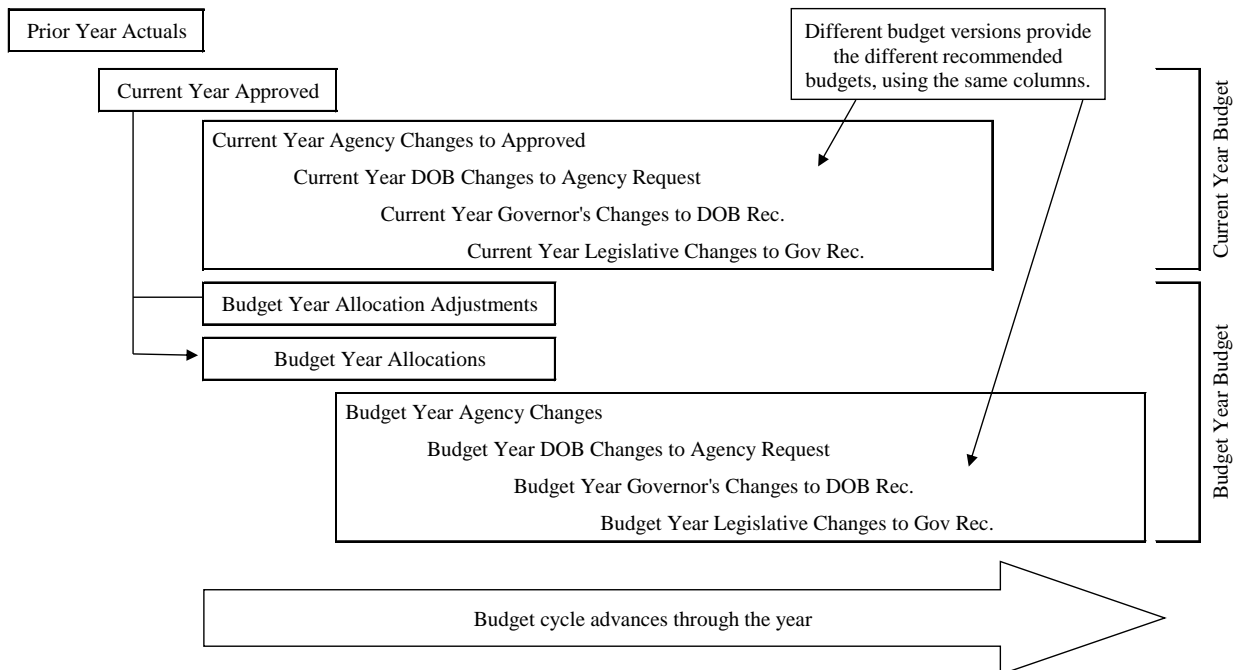 Prior Year Actuals
Different budget versions provide
the different recommended
budgets, using the same columns.
Current Year Approved
Current Year Agency Changes to Approved
Current Year DOB Changes to Agency Request
Current Year Governor's Changes to DOB Rec.
Current Year Legislative Changes to Gov Rec.
Current Year Budget
Budget Year Allocation Adjustments
Budget Year Allocations
Budget Year Agency Changes
Budget Year DOB Changes to Agency Request
Budget Year Governor's Changes to DOB Rec.
Budget Year Legislative Changes to Gov Rec.
Budget Year Budget
Budget cycle advances through the year